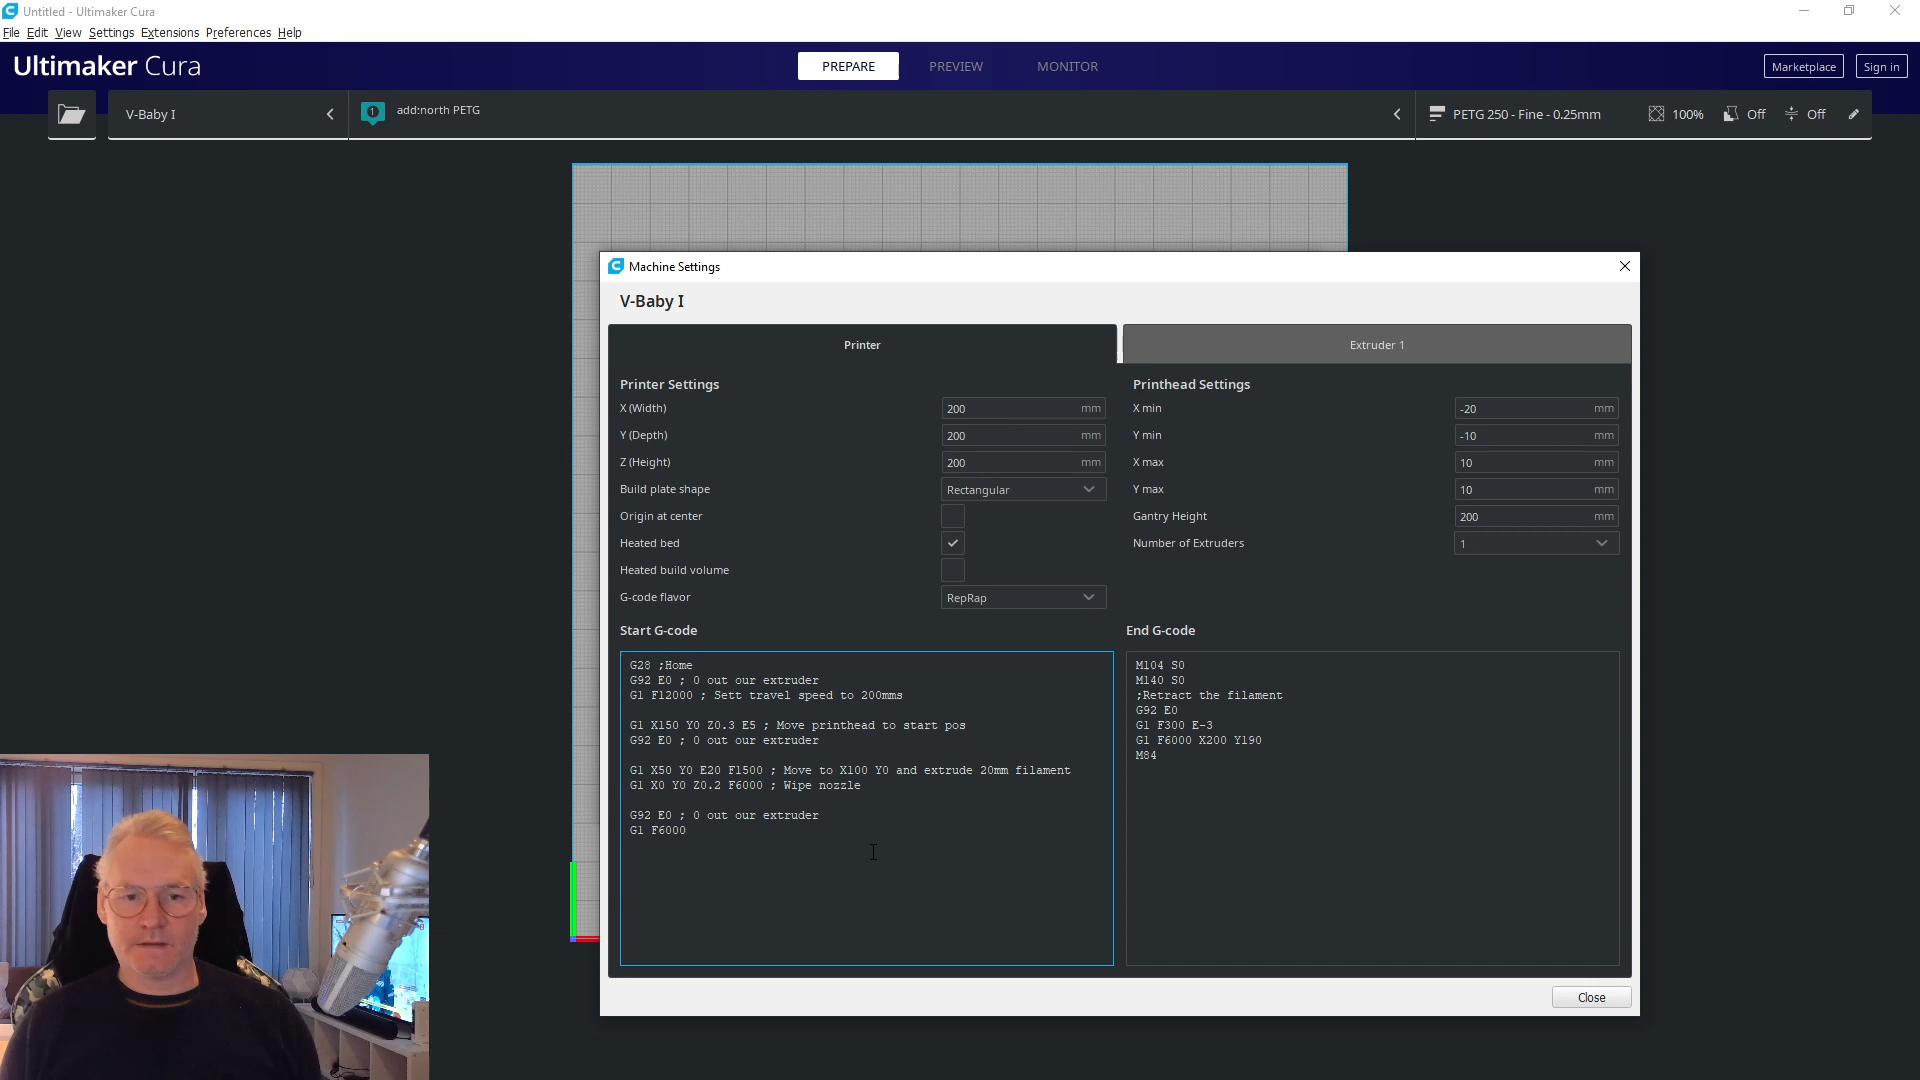 Untitled - Ultimaker Cura
File Edit View Settings Extensions Preferences Help
Ultimaker Cura
PREPARE
PREVIEW
MONITOR
Marketplace
Sign in
V-Baby I
1
add:north PETG
PETG 250 - Fine - 0.25mm
100%
Off
Off
Machine Settings
V-Baby I
Printer
Extruder 1
Printer Settings
X (Width) 200 mm
Y (Depth) 200 mm
Z (Height) 200 mm
Build plate shape Rectangular
Origin at center
Heated bed
Heated build volume
G-code flavor RepRap
Printhead Settings
X min -20 mm
Y min -10 mm
X max 10 mm
Y max 10 mm
Gantry Height 200 mm
Number of Extruders 1
Start G-code
G28 ;Home
G92 E0 ; 0 out our extruder
G1 F12000 ; Sett travel speed to 200mms
G1 X150 Y0 Z0.3 E5 ; Move printhead to start pos
G92 E0 ; 0 out our extruder
G1 X50 Y0 E20 F1500 ; Move to X100 Y0 and extrude 20mm filament
G1 X0 Y0 Z0.2 F6000 ; Wipe nozzle
G92 E0 ; 0 out our extruder
G1 F6000
End G-code
M104 S0
M140 S0
;Retract the filament
G92 E0
G1 F300 E-3
G1 F6000 X200 Y190
M84
Close